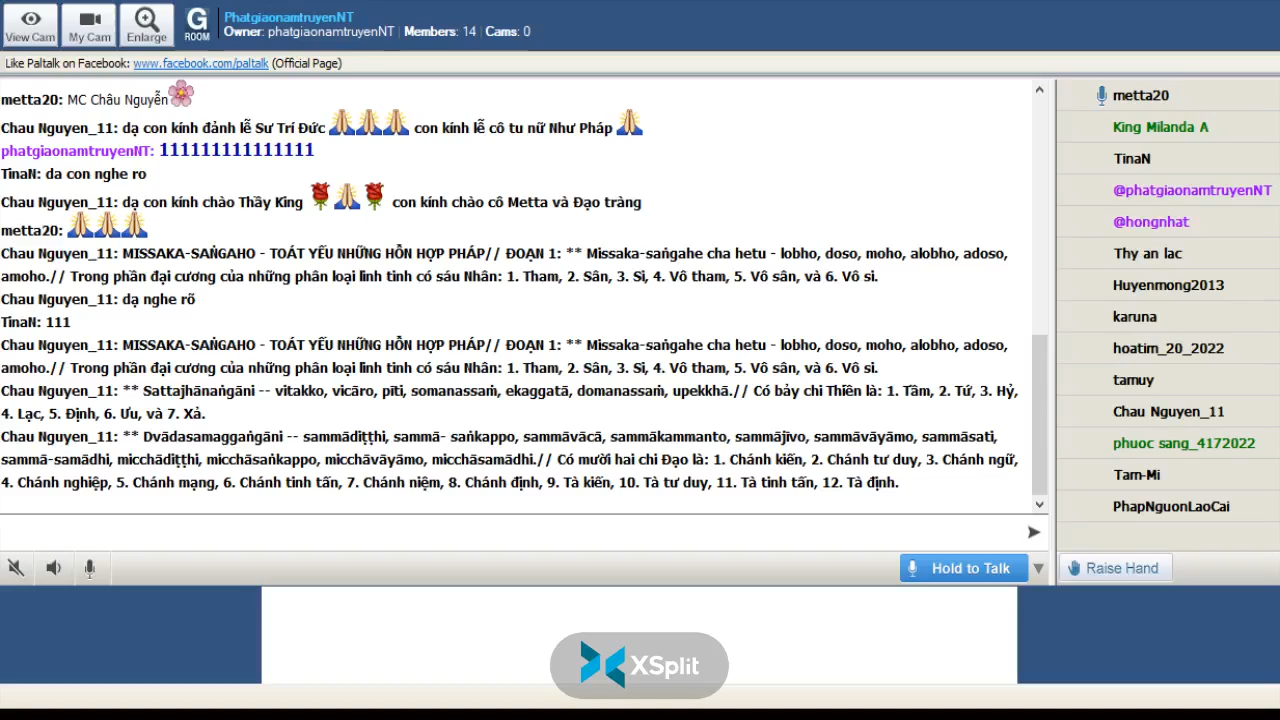 PhatgiaonamtruyenNT
View Cam
My Cam
Enlarge
G
ROOM
Owner: phatgiaonamtruyenNT | Members: 14 | Cams: 0
Like Paltalk on Facebook: www.facebook.com/paltalk (Official Page)
metta20: MC Châu Nguyễn
Chau Nguyen_11: dạ con kính đảnh lễ Sư Trí Đức con kính lễ cô tu nữ Như Pháp
phatgiaonamtruyenNT: 111111111111111
TinaN: da con nghe ro
Chau Nguyen_11: dạ con kính chào Thầy King con kính chào cô Metta và Đạo tràng
metta20:
Chau Nguyen_11: MISSAKA-SAṄGAHO - TOÁT YẾU NHỮNG HỖN HỢP PHÁP// ĐOẠN 1: ** Missaka-saṅgahe cha hetu - lobho, doso, moho, alobho, adoso,
amoho.// Trong phần đại cương của những phân loại linh tinh có sáu Nhân: 1. Tham, 2. Sân, 3. Si, 4. Vô tham, 5. Vô sân, và 6. Vô si.
Chau Nguyen_11: dạ nghe rõ
TinaN: 111
Chau Nguyen_11: MISSAKA-SAṄGAHO - TOÁT YẾU NHỮNG HỖN HỢP PHÁP// ĐOẠN 1: ** Missaka-saṅgahe cha hetu - lobho, doso, moho, alobho, adoso,
amoho.// Trong phần đại cương của những phân loại linh tinh có sáu Nhân: 1. Tham, 2. Sân, 3. Si, 4. Vô tham, 5. Vô sân, và 6. Vô si.
Chau Nguyen_11: ** Sattajhānaṅgāni -- vitakko, vicāro, pīti, somanassaṁ, ekaggatā, domanassaṁ, upekkhā.// Có bảy chi Thiền là: 1. Tầm, 2. Tứ, 3. Hỷ,
4. Lạc, 5. Định, 6. Ưu, và 7. Xả.
Chau Nguyen_11: ** Dvādasamaggaṅgāni -- sammādiṭṭhi, sammā- saṅkappo, sammāvācā, sammākammanto, sammājīvo, sammāvāyāmo, sammāsati,
sammā-samādhi, micchādiṭṭhi, micchāsaṅkappo, micchāvāyāmo, micchāsamādhi.// Có mười hai chi Đạo là: 1. Chánh kiến, 2. Chánh tư duy, 3. Chánh ngữ,
4. Chánh nghiệp, 5. Chánh mạng, 6. Chánh tinh tấn, 7. Chánh niệm, 8. Chánh định, 9. Tà kiến, 10. Tà tư duy, 11. Tà tinh tấn, 12. Tà định.
metta20
King Milanda A
TinaN
@phatgiaonamtruyenNT
@hongnhat
Thy an lac
Huyenmong2013
karuna
hoatim_20_2022
tamuy
Chau Nguyen_11
phuoc sang_4172022
Tam-Mi
PhapNguonLaoCai
Hold to Talk
Raise Hand
XSplit